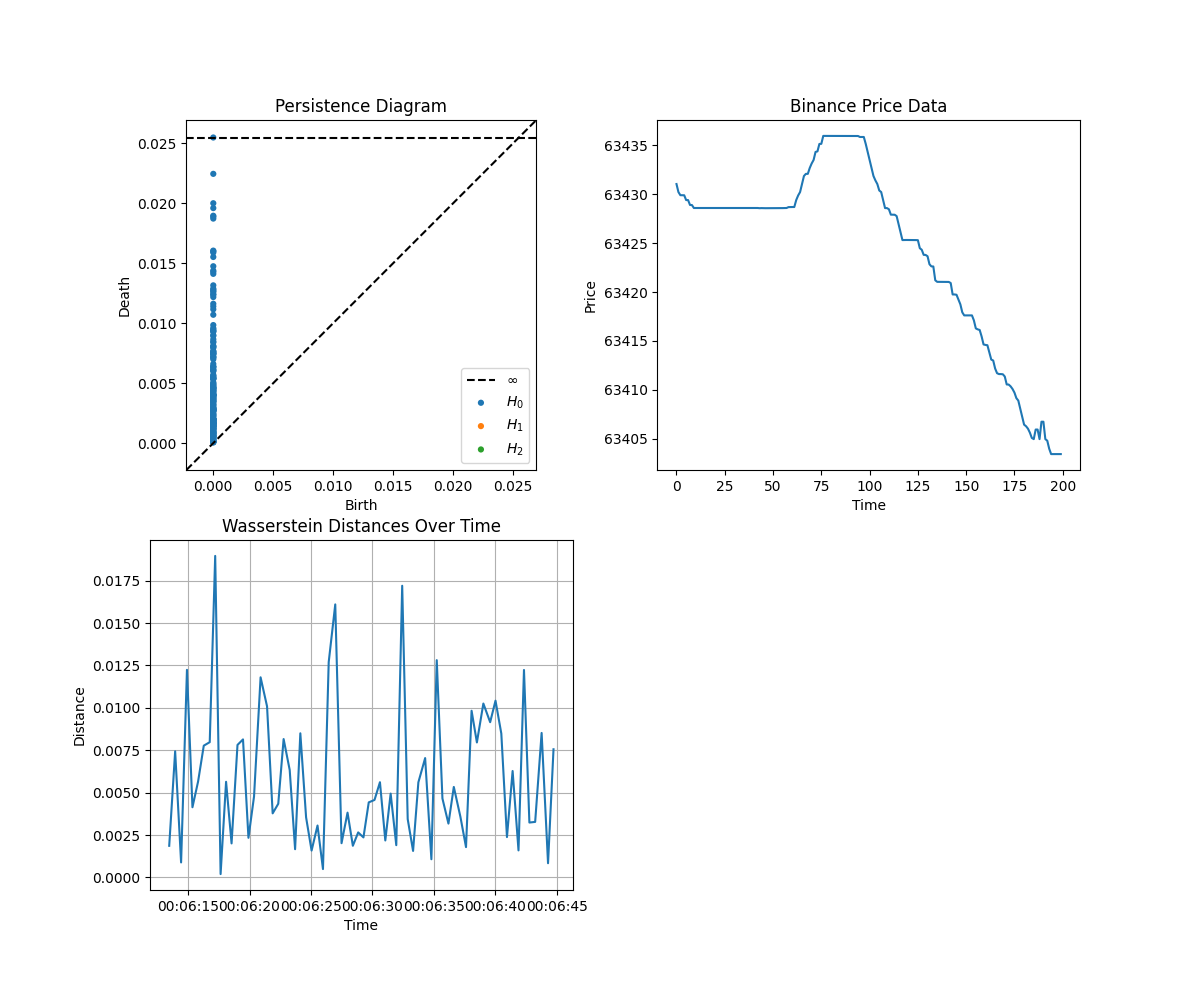 Persistence Diagram
0.025
0.020
0.015
0.010
0.005
0.000
Death
∞
H0
H1
H2
0.000 0.005 0.010 0.015 0.020 0.025
Birth
Binance Price Data
63435
63430
63425
63420
63415
63410
63405
Price
0 25 50 75 100 125 150 175 200
Time
Wasserstein Distances Over Time
0.0175
0.0150
0.0125
0.0100
0.0075
0.0050
0.0025
0.0000
Distance
00:06:15 00:06:20 00:06:25 00:06:30 00:06:35 00:06:40 00:06:45
Time